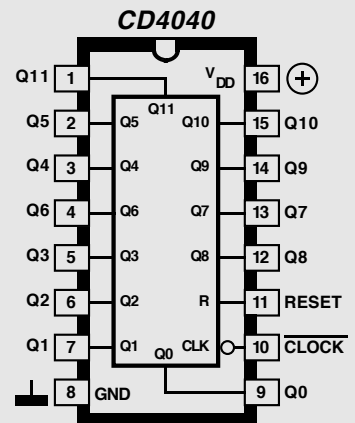 CD4040
Q11 1 VDD 16 +
Q11
Q5 2 Q5 Q10 15 Q10
Q4 3 Q4 Q9 14 Q9
Q6 4 Q6 Q7 13 Q7
Q3 5 Q3 Q8 12 Q8
Q2 6 Q2 R 11 RESET
Q1 7 Q1 CLK 10 CLOCK
Q0
8 GND 9 Q0